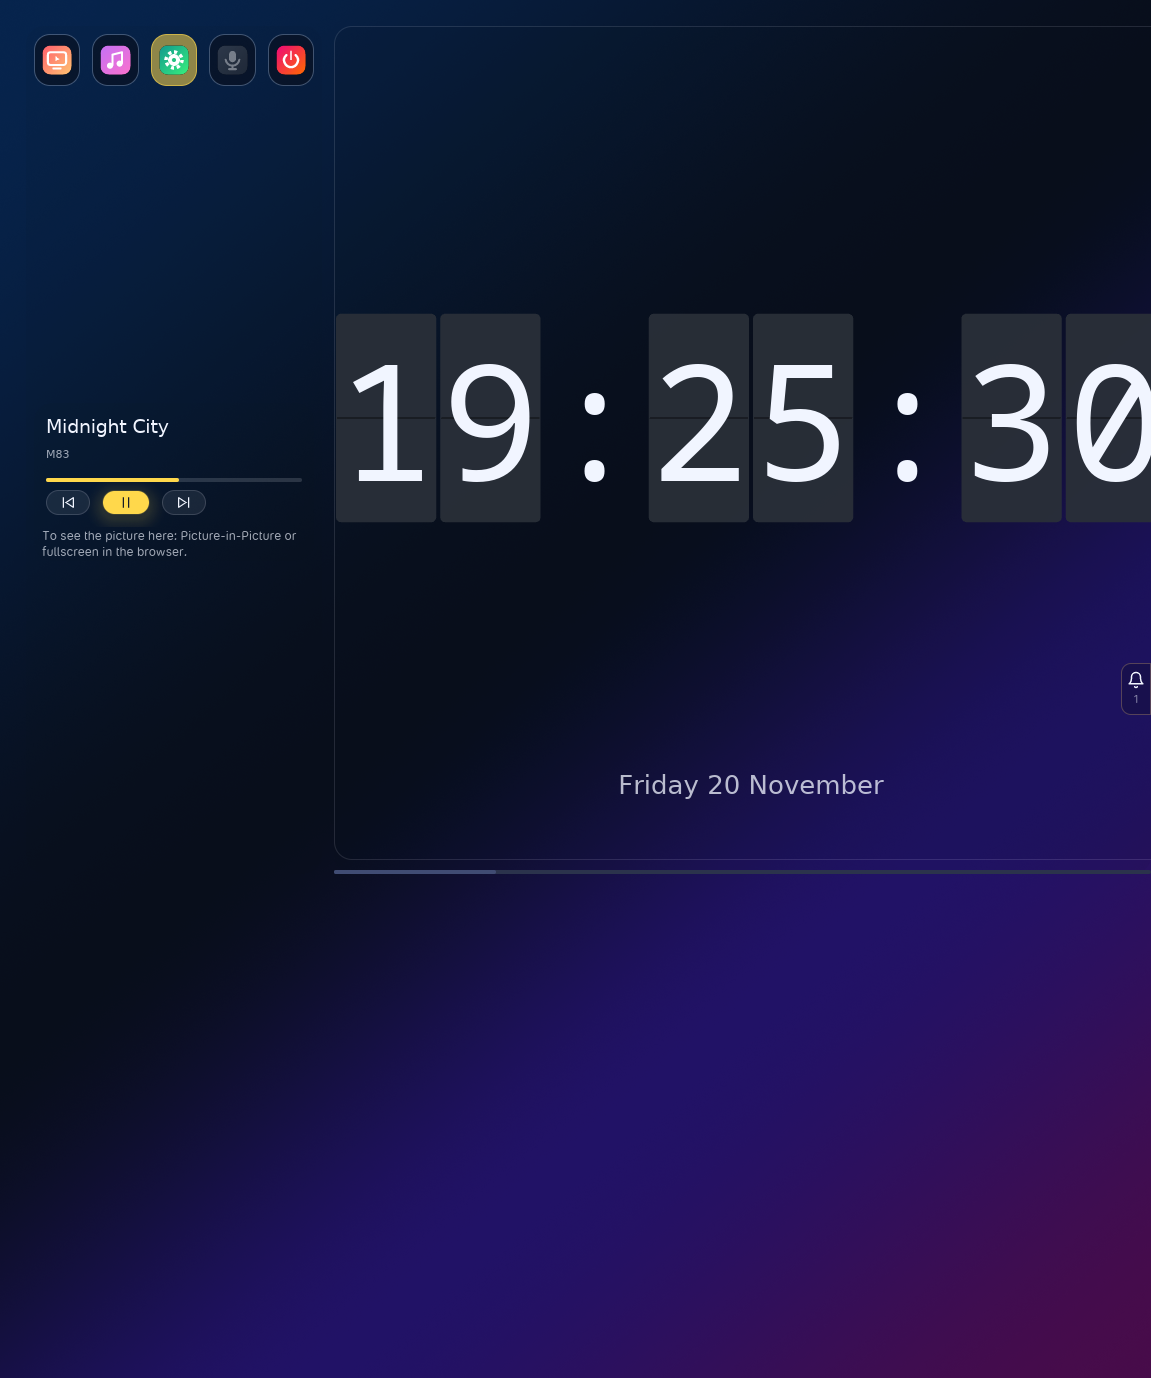 Midnight City
M83
To see the picture here: Picture-in-Picture or
fullscreen in the browser.
19:25:30
1
Friday 20 November